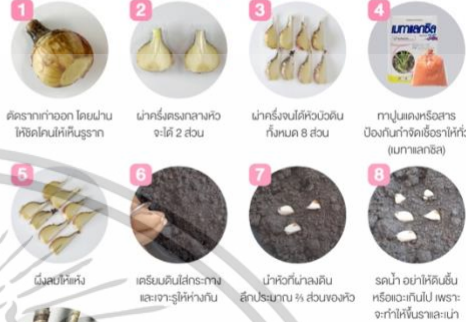 1
ตัดรากเก่าออก โดยฝาน
ให้ชิดโคนให้เห็นรูราก
2
ผ่าครึ่งตรงกลางหัว
จะได้ 2 ส่วน
3
ผ่าครึ่งจนได้หัวบัวดิน
ทั้งหมด 8 ส่วน
4
เมทาแลกซิล
ทาปูนแดงหรือสาร
ป้องกันกำจัดเชื้อราให้ทั่ว
(เมทาแลกซิล)
5
ผึ่งลมให้แห้ง
6
เตรียมดินใส่กระถาง
และเจาะรูให้ห่างกัน
7
นำหัวที่ผ่าลงดิน
ลึกประมาณ ⅔ ส่วนของหัว
8
รดน้ำ อย่าให้ดินชื้น
หรือแฉะเกินไป เพราะ
จะทำให้ขึ้นราและเน่า